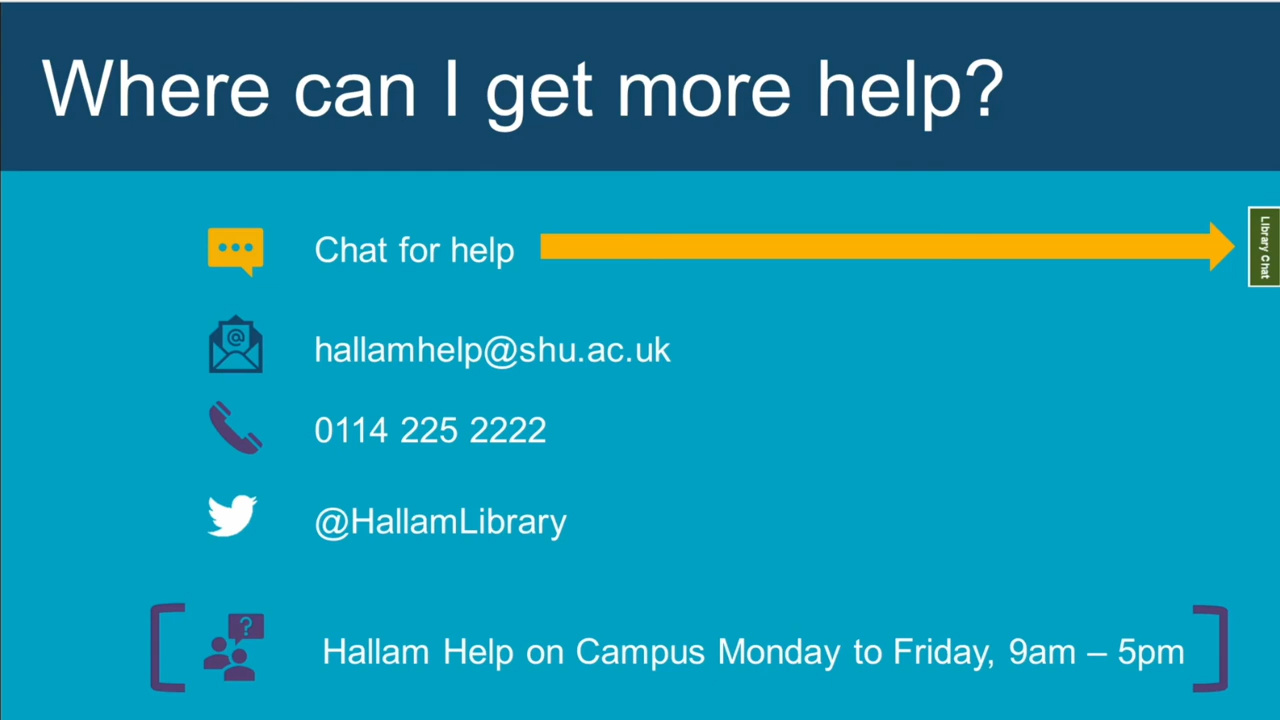 Where can I get more help?
Chat for help
Library Chat
@
hallamhelp@shu.ac.uk
0114 225 2222
@HallamLibrary
?
Hallam Help on Campus Monday to Friday, 9am – 5pm